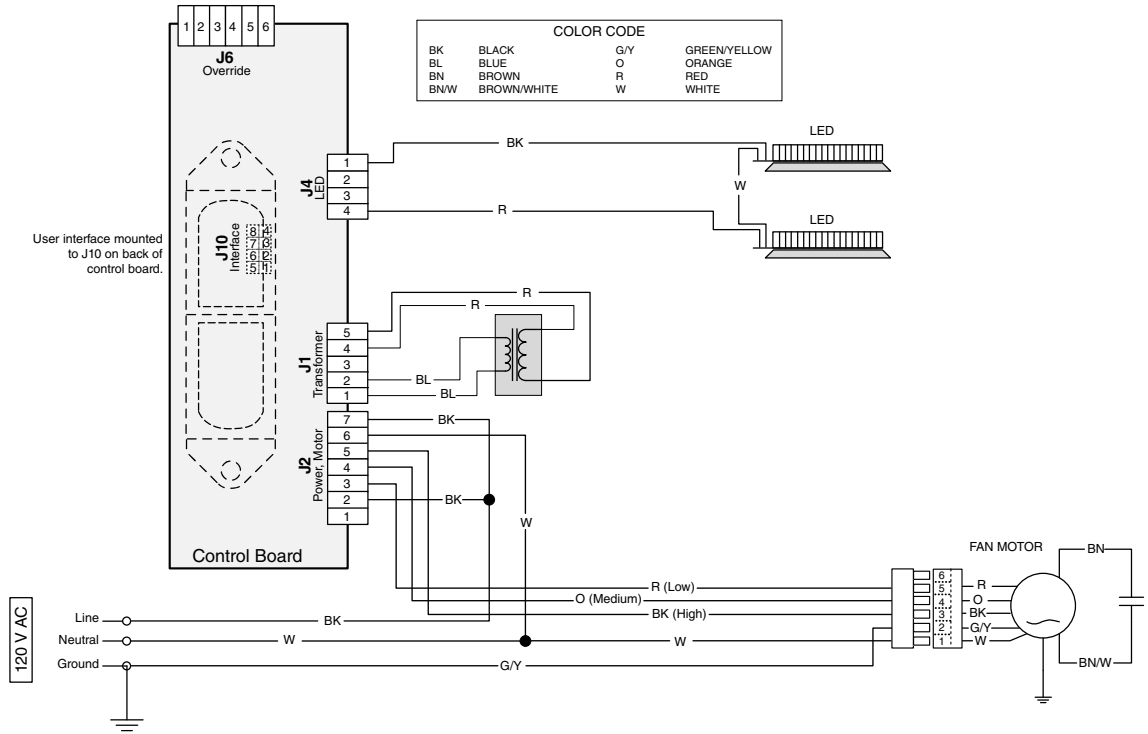 1 2 3 4 5 6
J6
Override
COLOR CODE
BK BLACK G/Y GREEN/YELLOW
BL BLUE O ORANGE
BN BROWN R RED
BN/W BROWN/WHITE W WHITE
LED
BK
J4
LED
1
2
3
4
W
R
LED
User interface mounted
to J10 on back of
control board.
J10
Interface
8 4
7 3
6 2
5 1
R
R
J1
Transformer
5
4
3
2
1
BL
BL
J2
Power, Motor
7
6
5
4
3
2
1
BK
BK
W
Control Board
FAN MOTOR
BN
R (Low)
O (Medium)
BK (High)
6
5
4
3
2
1
R
O
BK
G/Y
W
BN/W
120 V AC
Line
BK
Neutral
W
W
Ground
G/Y